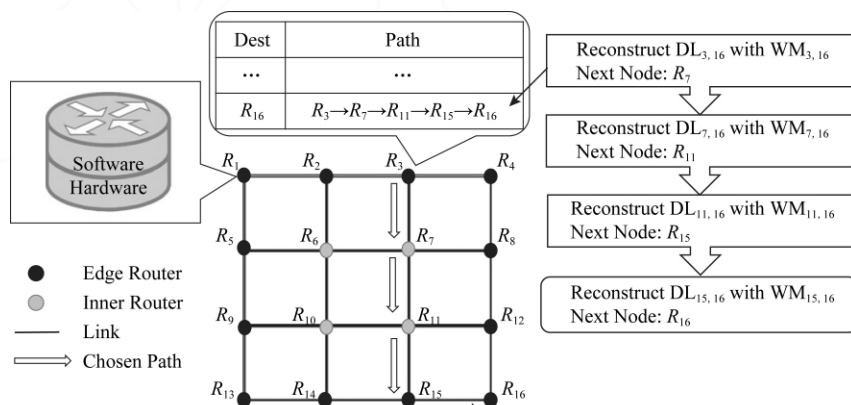 Dest Path
... ...
R16 R3→R7→R11→R15→R16
Reconstruct DL3, 16 with WM3, 16
Next Node: R7
Reconstruct DL7, 16 with WM7, 16
Next Node: R11
Reconstruct DL11, 16 with WM11, 16
Next Node: R15
Reconstruct DL15, 16 with WM15, 16
Next Node: R16
Software
Hardware
R1 R2 R3 R4
R5 R6 R7 R8
R9 R10 R11 R12
R13 R14 R15 R16
Edge Router
Inner Router
Link
Chosen Path